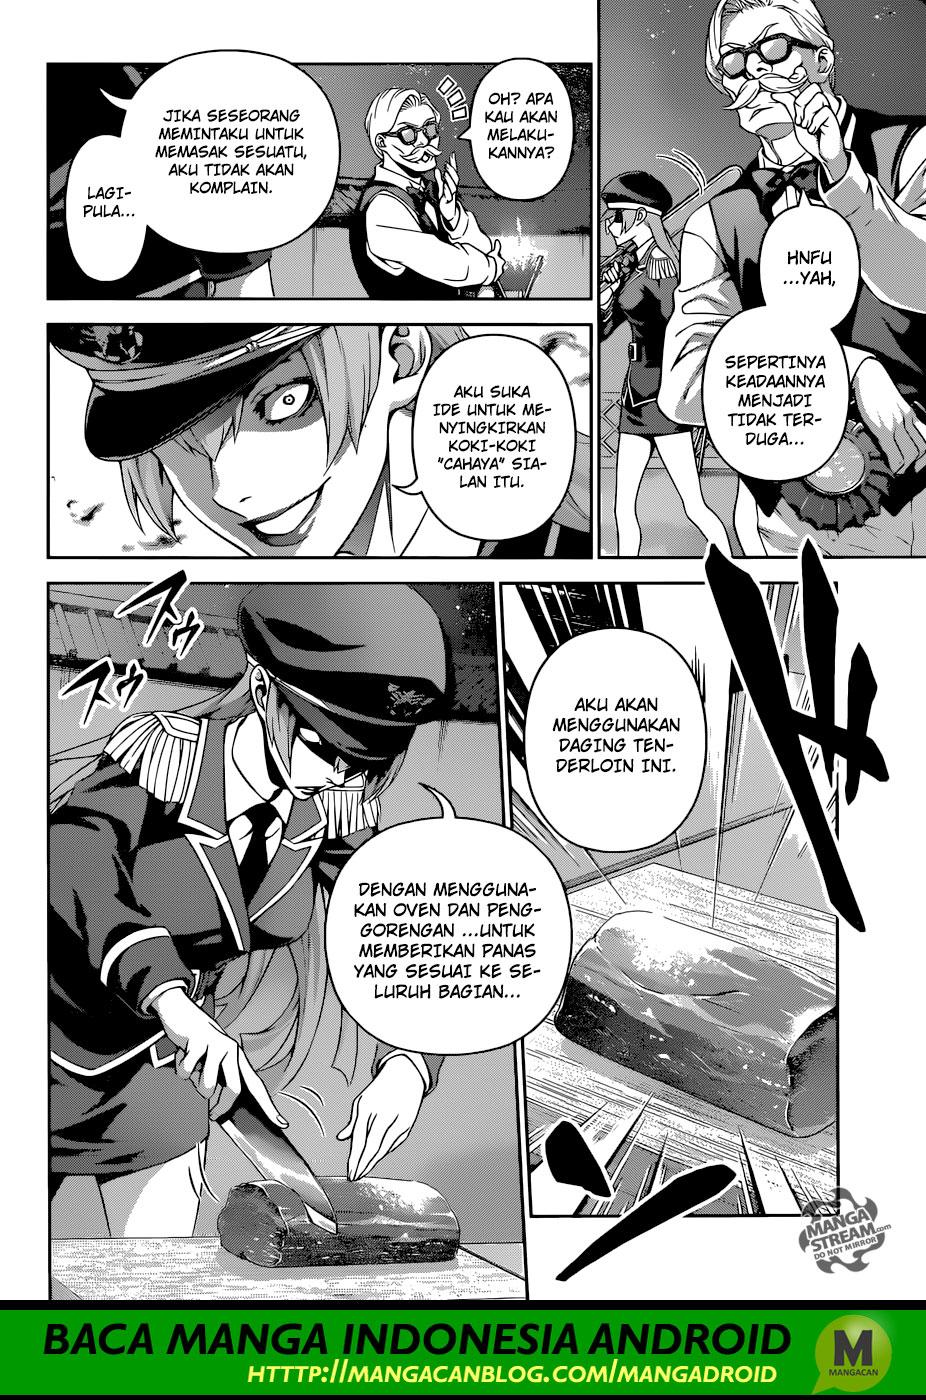 HNFU
...YAH,
SEPERTINYA
KEADAANNYA
MENJADI
TIDAK TER-
DUGA...
OH? APA
KAU AKAN
MELAKU-
KANNYA?
JIKA SESEORANG
MEMINTAKU UNTUK
MEMASAK SESUATU,
AKU TIDAK AKAN
KOMPLAIN.
LAGI-
PULA...
AKU SUKA
IDE UNTUK ME-
NYINGKIRKAN
KOKI-KOKI
"CAHAYA" SIA-
LAN ITU.
AKU AKAN
MENGGUNAKAN
DAGING TEN-
DERLOIN INI.
スゥ
スゥ
DENGAN MENGGUNA-
KAN OVEN DAN PENG-
GORENGAN ...UNTUK
MEMBERIKAN PANAS
YANG SESUAI KE SE-
LURUH BAGIAN...
MANGA
STREAM.com
DO NOT MIRROR
BACA MANGA INDONESIA ANDROID
HTTTP://MANGACANBLOG.COM/MANGADROID
M
MANGACAN